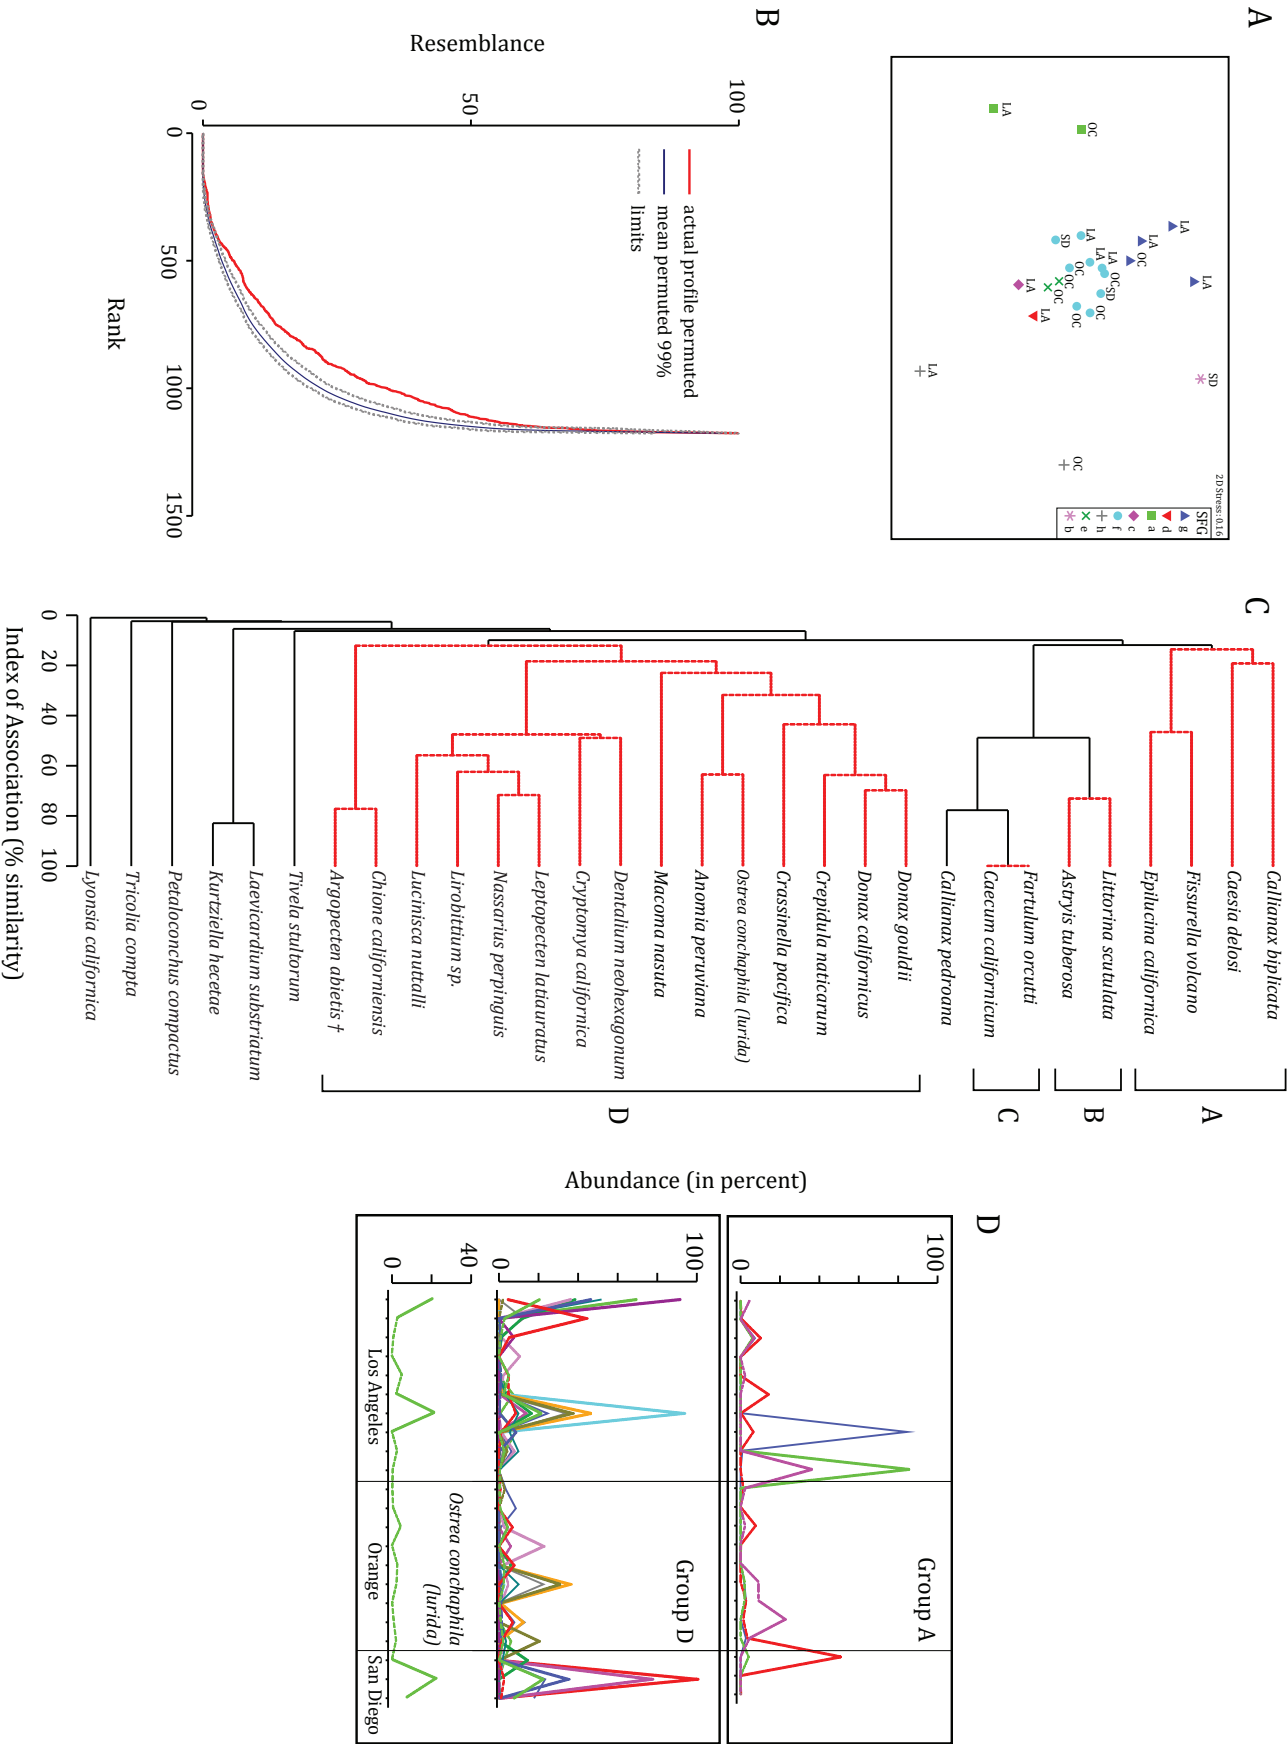 A
2D Stress: 0.16
SFG
g
d
a
c
f
h
e
b
LA
OC
LA
LA
OC
LA
LA
SD
LA
LA
OC
OC
SD
OC
OC
OC
LA
LA
SD
LA
OC
B
Resemblance
100
50
0
actual profile permuted
mean permuted 99%
limits
0
500
1000
1500
Rank
C
Callianax biplicata
Caesia delosi
Fissurella volcano
Epilucina californica
Littorina scutulata
Astryis tuberosa
Fartulum orcutti
Caecum californicum
Callianax pedroana
Donax gouldii
Donax californicus
Crepidula naticarum
Crassinella pacifica
Ostrea conchaphila (lurida)
Anomia peruviana
Macoma nasuta
Dentalium neohexagonum
Cryptomya californica
Leptopecten latiauratus
Nassarius perpinguis
Lirobittium sp.
Lucinisca nuttalli
Chione californiensis
Argopecten abietis †
Tivela stultorum
Laevicardium substriatum
Kurtziella hecetae
Petaloconchus compactus
Tricolia compta
Lyonsia californica
A
B
C
D
0
20
40
60
80
100
Index of Association (% similarity)
D
Abundance (in percent)
100
0
Group A
100
0
Group D
40
0
Ostrea conchaphila
(lurida)
Los Angeles
Orange
San Diego